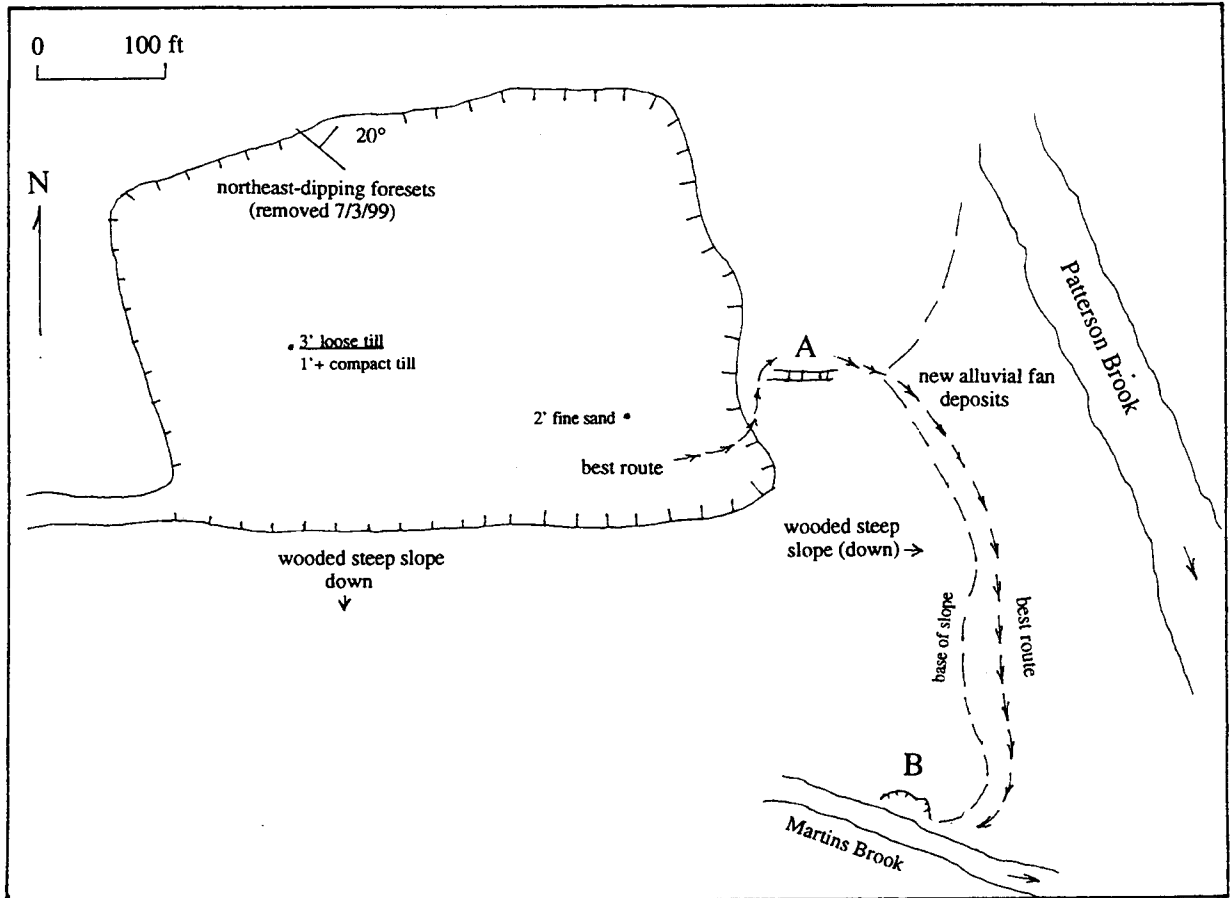 0 100 ft
N
20°
northeast-dipping foresets
(removed 7/3/99)
3' loose till
1'+ compact till
2' fine sand
best route
wooded steep slope
down
A
new alluvial fan
deposits
Patterson Brook
wooded steep
slope (down)
base of slope
best route
B
Martins Brook